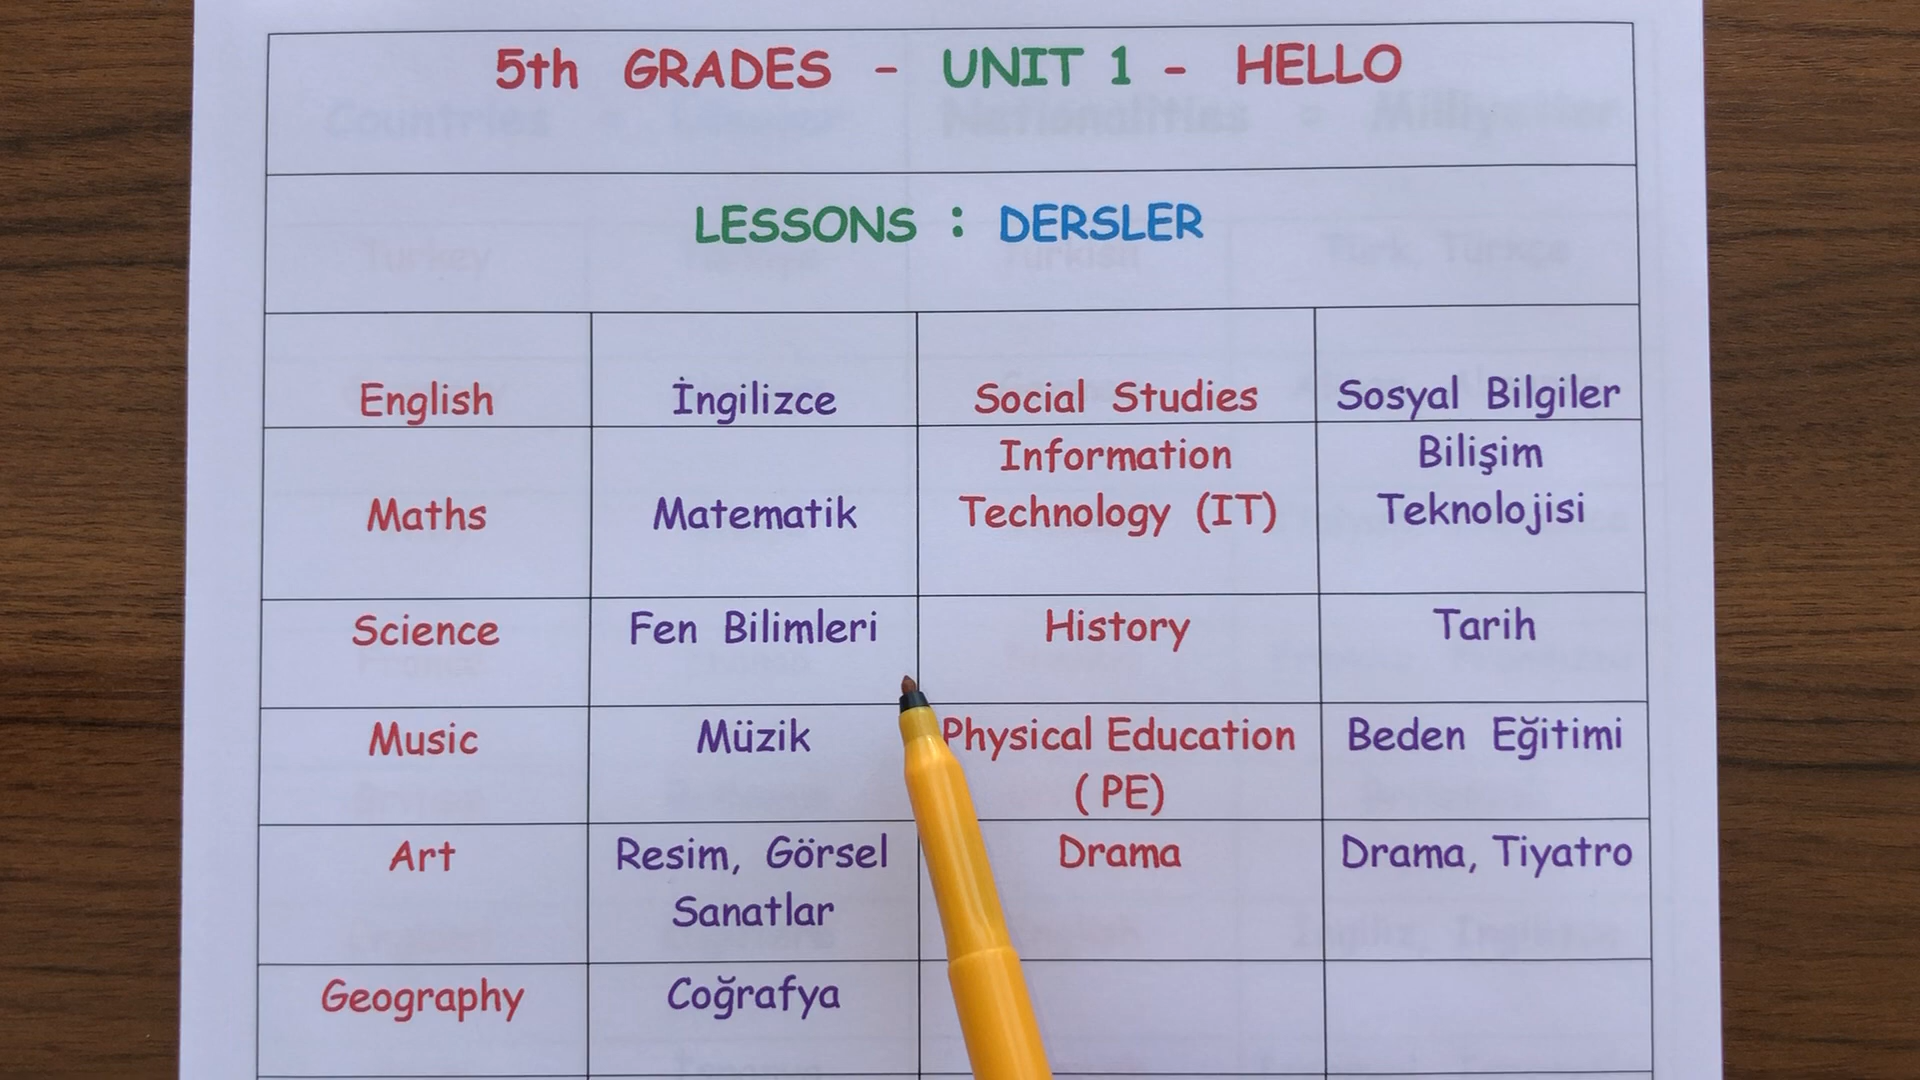 5th GRADES - UNIT 1 - HELLO
LESSONS : DERSLER
English İngilizce Social Studies Sosyal Bilgiler
Information Bilişim
Maths Matematik Technology (IT) Teknolojisi
Science Fen Bilimleri History Tarih
Music Müzik Physical Education Beden Eğitimi
( PE)
Art Resim, Görsel Drama Drama, Tiyatro
Sanatlar
Geography Coğrafya